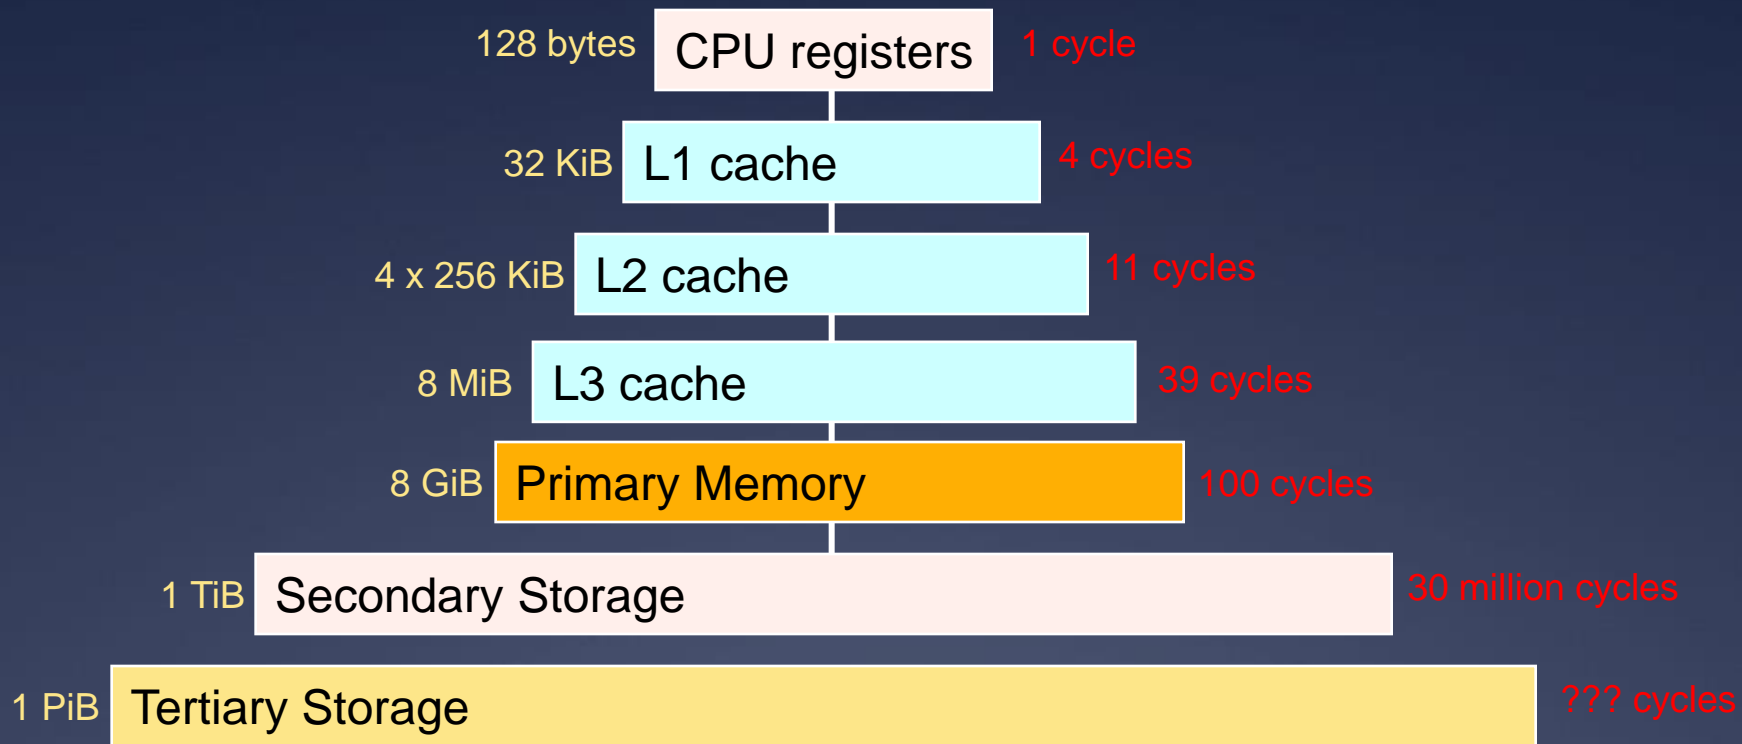 128 bytes CPU registers 1 cycle
32 KiB L1 cache 4 cycles
4 x 256 KiB L2 cache 11 cycles
8 MiB L3 cache 39 cycles
8 GiB Primary Memory 100 cycles
1 TiB Secondary Storage 30 million cycles
1 PiB Tertiary Storage ??? cycles